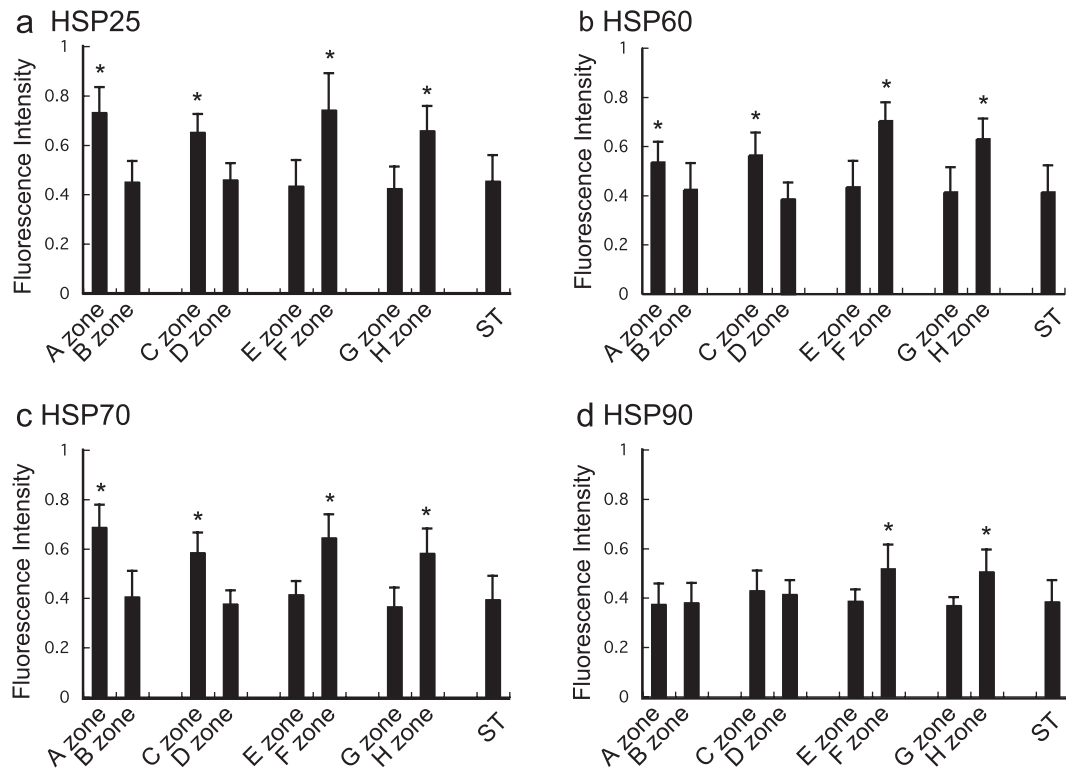 a HSP25
Fluorescence Intensity
1
0.8
0.6
0.4
0.2
0
* * * *
A zone B zone C zone D zone E zone F zone G zone H zone ST
b HSP60
Fluorescence Intensity
1
0.8
0.6
0.4
0.2
0
* * * *
A zone B zone C zone D zone E zone F zone G zone H zone ST
c HSP70
Fluorescence Intensity
1
0.8
0.6
0.4
0.2
0
* * * *
A zone B zone C zone D zone E zone F zone G zone H zone ST
d HSP90
Fluorescence Intensity
1
0.8
0.6
0.4
0.2
0
* *
A zone B zone C zone D zone E zone F zone G zone H zone ST